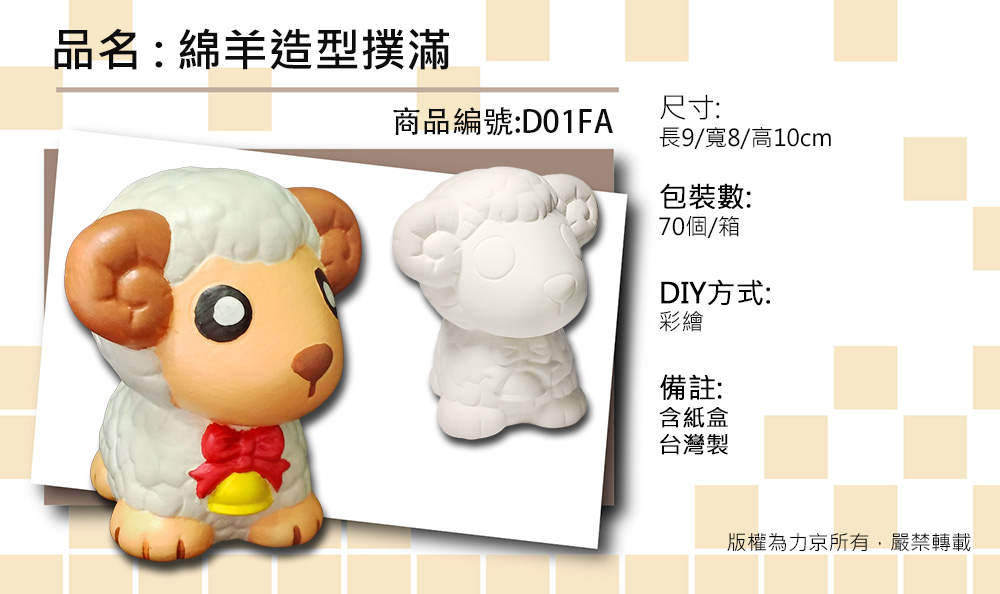 品名 : 綿羊造型撲滿
商品編號:D01FA
尺寸:
長9/寬8/高10cm
包裝數:
70個/箱
DIY方式:
彩繪
備註:
含紙盒
台灣製
版權為力京所有，嚴禁轉載